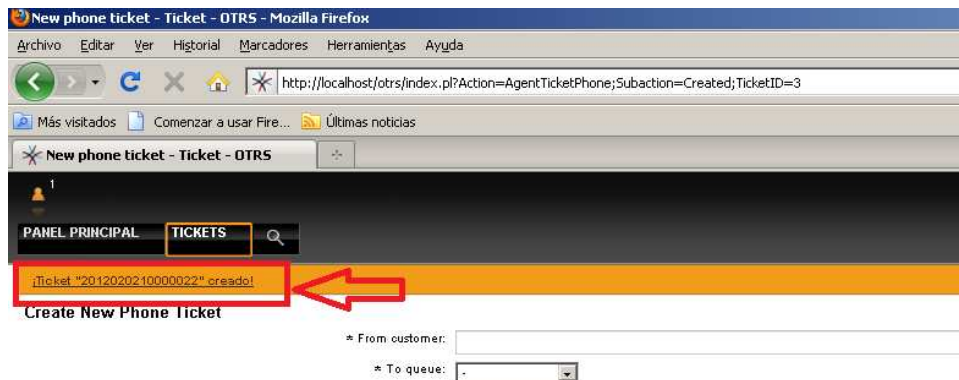 New phone ticket - Ticket - OTRS - Mozilla Firefox
Archivo Editar Ver Historial Marcadores Herramientas Ayuda
http://localhost/otrs/index.pl?Action=AgentTicketPhone;Subaction=Created;TicketID=3
Más visitados Comenzar a usar Fire... Últimas noticias
New phone ticket - Ticket - OTRS
1
PANEL PRINCIPAL TICKETS
¡Ticket "2012020210000022" creado!
Create New Phone Ticket
* From customer:
* To queue: -